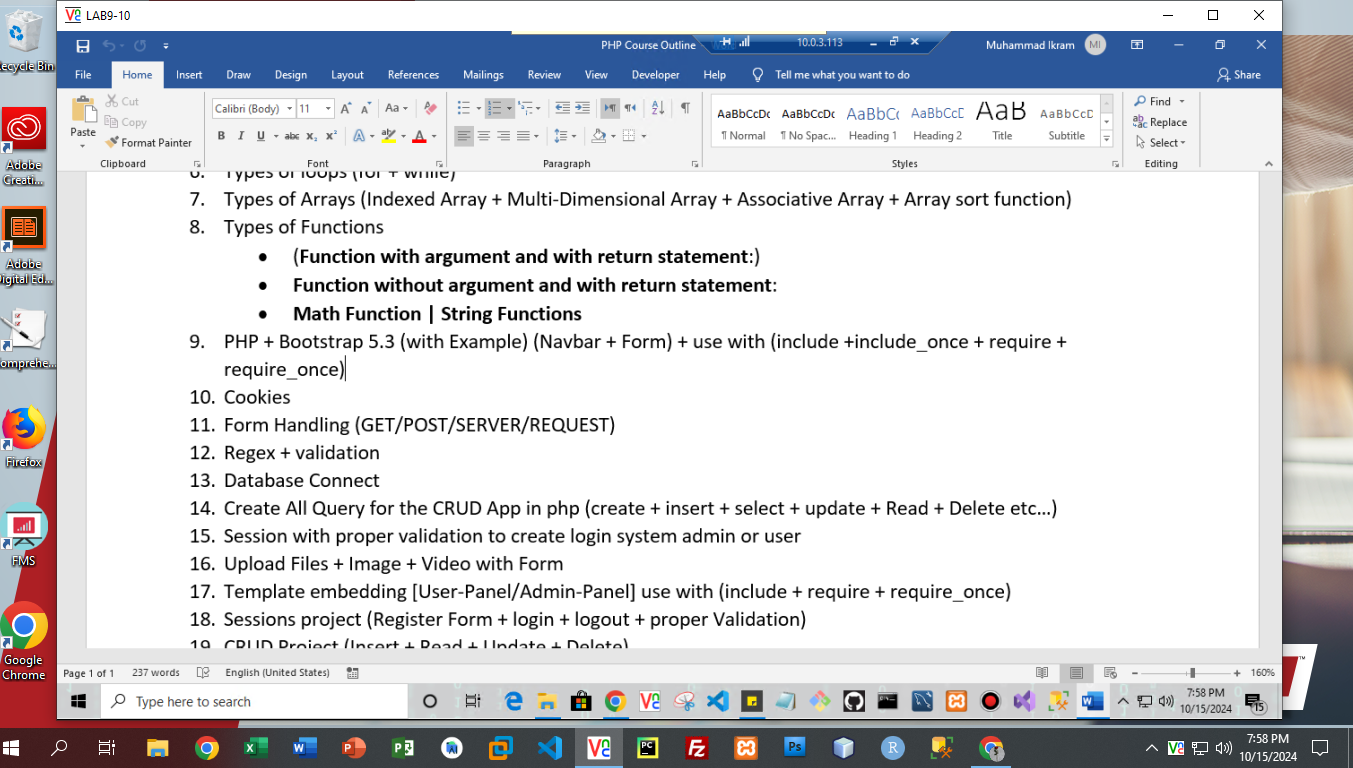 LAB9-10
Recycle Bin
PHP Course Outline
10.0.3.113
Muhammad Ikram
MI
File Home Insert Draw Design Layout References Mailings Review View Developer Help Tell me what you want to do Share
Paste
Cut
Copy
Format Painter
Clipboard
Calibri (Body) 11
Font
Paragraph
AaBbCcDc AaBbCcDc AaBbCc AaBbCcD AaB AaBbCcD
¶ Normal ¶ No Spac... Heading 1 Heading 2 Title Subtitle
Styles
Find
Replace
Select
Editing
Adobe
Creati...
Adobe
Digital Ed...
Comprehe...
Firefox
FMS
Google
Chrome
6. Types of loops (for + while)
7. Types of Arrays (Indexed Array + Multi-Dimensional Array + Associative Array + Array sort function)
8. Types of Functions
• (Function with argument and with return statement:)
• Function without argument and with return statement:
• Math Function | String Functions
9. PHP + Bootstrap 5.3 (with Example) (Navbar + Form) + use with (include +include_once + require +
require_once)
10. Cookies
11. Form Handling (GET/POST/SERVER/REQUEST)
12. Regex + validation
13. Database Connect
14. Create All Query for the CRUD App in php (create + insert + select + update + Read + Delete etc...)
15. Session with proper validation to create login system admin or user
16. Upload Files + Image + Video with Form
17. Template embedding [User-Panel/Admin-Panel] use with (include + require + require_once)
18. Sessions project (Register Form + login + logout + proper Validation)
19. CRUD Project (Insert + Read + Update + Delete)
Page 1 of 1 237 words English (United States) 160%
Type here to search
7:58 PM
10/15/2024
15
7:58 PM
10/15/2024